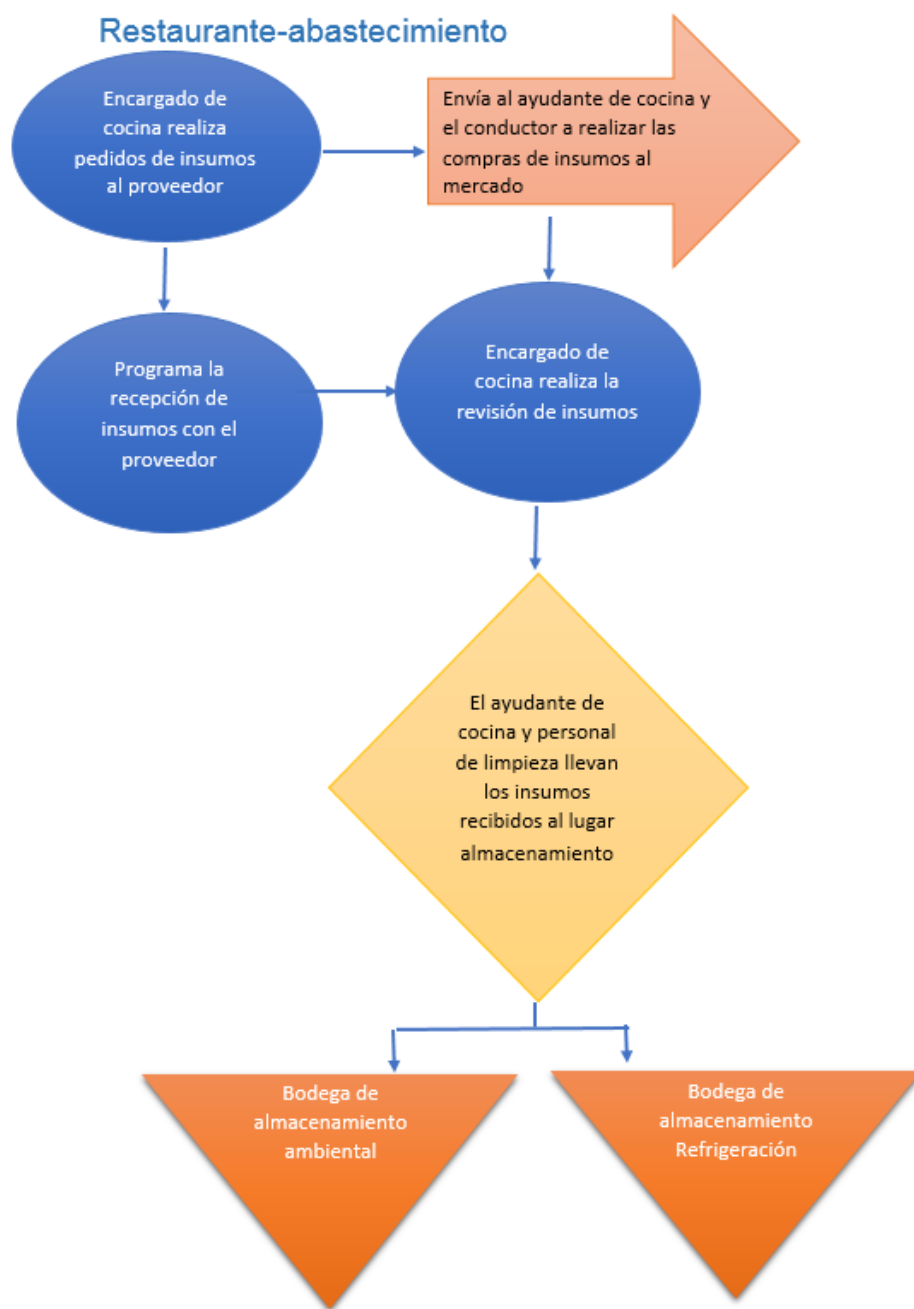 Restaurante-abastecimiento
Encargado de
cocina realiza
pedidos de insumos
al proveedor
Envía al ayudante de cocina y
el conductor a realizar las
compras de insumos al
mercado
Programa la
recepción de
insumos con el
proveedor
Encargado de
cocina realiza la
revisión de insumos
El ayudante de
cocina y personal
de limpieza llevan
los insumos
recibidos al lugar
almacenamiento
Bodega de
almacenamiento
ambiental
Bodega de
almacenamiento
Refrigeración